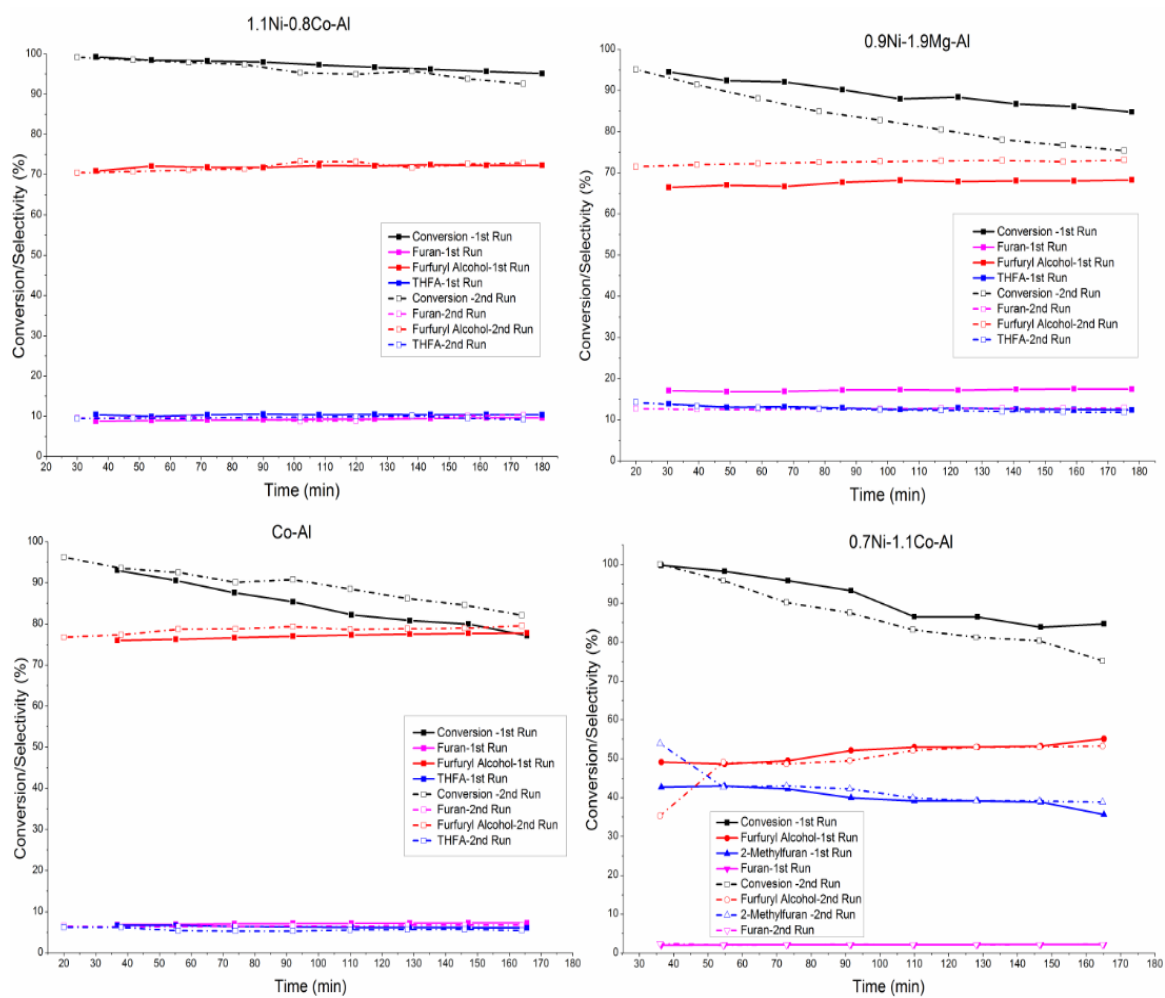 1.1Ni-0.8Co-Al
Conversion/Selectivity (%)
100
90
80
70
60
50
40
30
20
10
0
Conversion -1st Run
Furan-1st Run
Furfuryl Alcohol-1st Run
THFA-1st Run
Conversion -2nd Run
Furan-2nd Run
Furfuryl Alcohol-2nd Run
THFA-2nd Run
20 30 40 50 60 70 80 90 100 110 120 130 140 150 160 170 180
Time (min)
0.9Ni-1.9Mg-Al
Conversion/Selectivity (%)
100
90
80
70
60
50
40
30
20
10
0
Conversion -1st Run
Furan-1st Run
Furfuryl Alcohol-1st Run
THFA-1st Run
Conversion -2nd Run
Furan-2nd Run
Furfuryl Alcohol-2nd Run
THFA-2nd Run
20 30 40 50 60 70 80 90 100 110 120 130 140 150 160 170 180
Time (min)
Co-Al
Conversion/Selectivity (%)
100
90
80
70
60
50
40
30
20
10
0
Conversion -1st Run
Furan-1st Run
Furfuryl Alcohol-1st Run
THFA-1st Run
Conversion -2nd Run
Furan-2nd Run
Furfuryl Alcohol-2nd Run
THFA-2nd Run
20 30 40 50 60 70 80 90 100 110 120 130 140 150 160 170 180
Time (min)
0.7Ni-1.1Co-Al
Conversion/Selectivity (%)
100
90
80
70
60
50
40
30
20
10
0
Convesion -1st Run
Furfuryl Alcohol-1st Run
2-Methylfuran -1st Run
Furan-1st Run
Convesion -2nd Run
Furfuryl Alcohol-2nd Run
2-Methylfuran -2nd Run
Furan-2nd Run
30 40 50 60 70 80 90 100 110 120 130 140 150 160 170 180
Time (min)